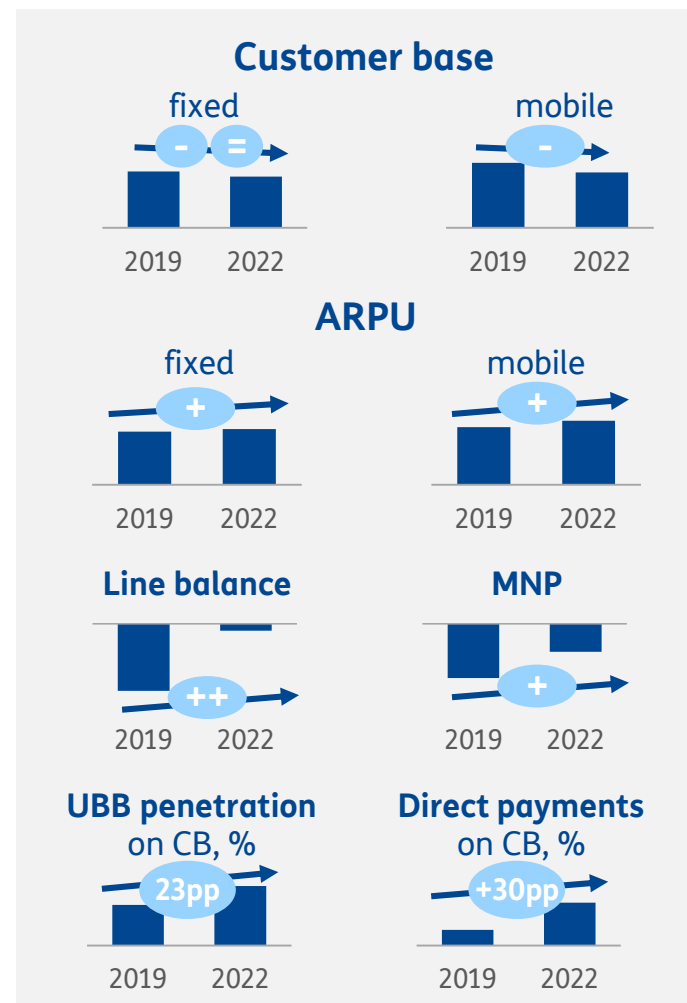 Customer base
fixed
mobile
- =
-
2019 2022
2019 2022
ARPU
fixed
mobile
+
+
2019 2022
2019 2022
Line balance
MNP
++
+
2019 2022
2019 2022
UBB penetration
on CB, %
Direct payments
on CB, %
23pp
+30pp
2019 2022
2019 2022